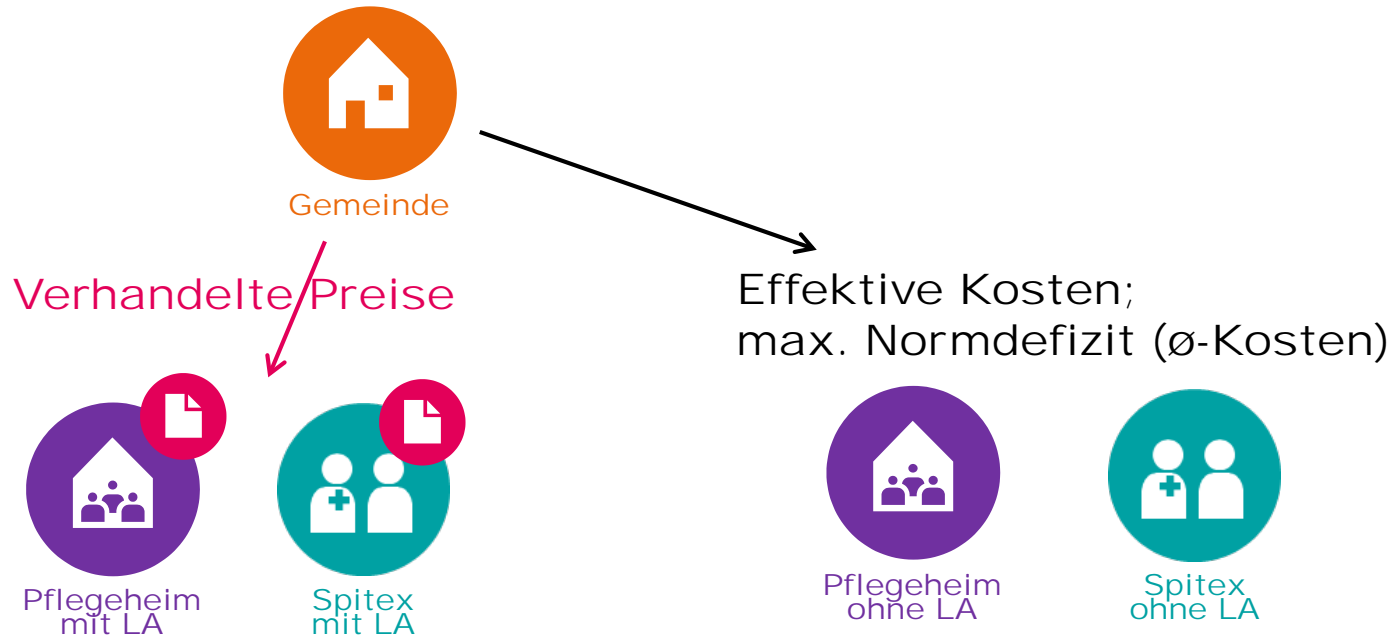 Gemeinde
Verhandelte Preise
Effektive Kosten;
max. Normdefizit (ø-Kosten)
Pflegeheim
mit LA
Spitex
mit LA
Pflegeheim
ohne LA
Spitex
ohne LA